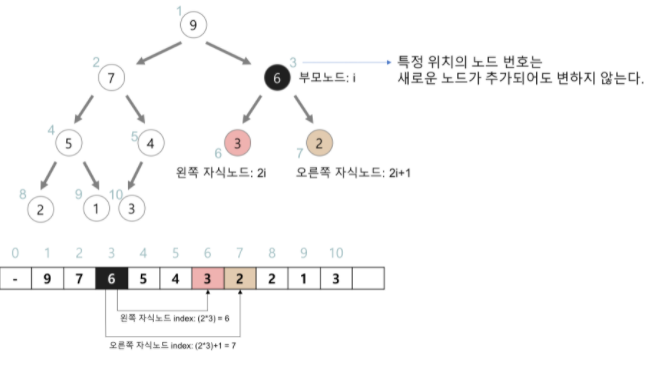 1
9
2
7
3
6
부모노드: i
특정 위치의 노드 번호는
새로운 노드가 추가되어도 변하지 않는다.
4
5
5
4
6
3
7
2
왼쪽 자식노드: 2i
오른쪽 자식노드: 2i+1
8
2
9
1
10
3
0 1 2 3 4 5 6 7 8 9 10
- 9 7 6 5 4 3 2 2 1 3
왼쪽 자식노드 index: (2*3) = 6
오른쪽 자식노드 index: (2*3)+1 = 7